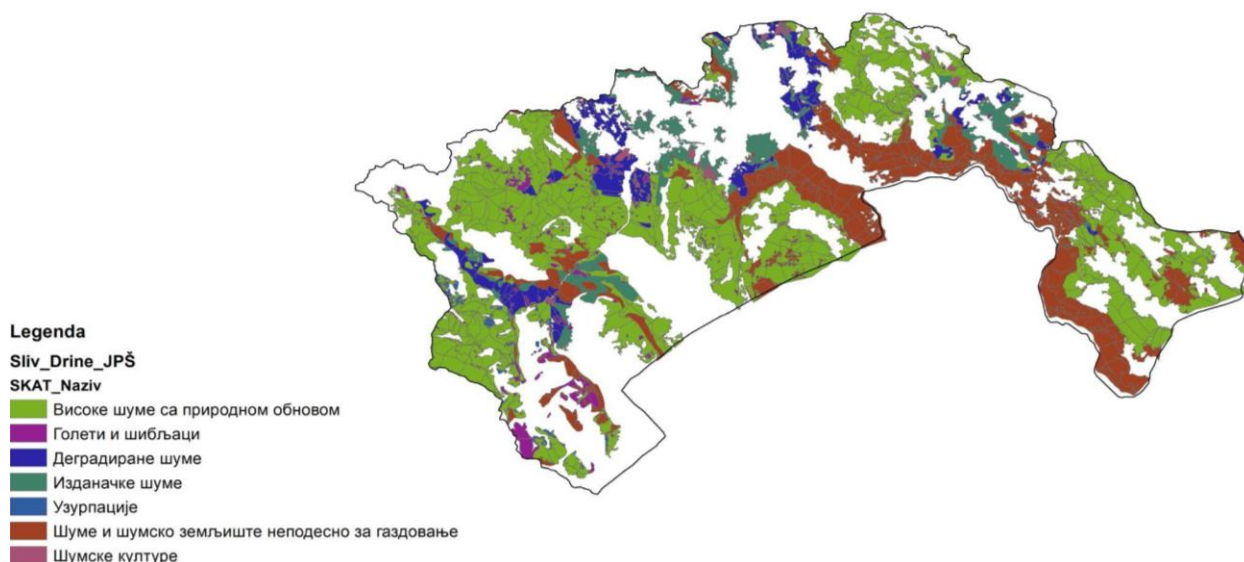 Legenda
Sliv_Drine_JPŠ
SKAT_Naziv
Високе шуме са природном обновом
Голети и шибљаци
Деградиране шуме
Изданачке шуме
Узурпације
Шуме и шумско земљиште неподесно за газдовање
Шумске културе